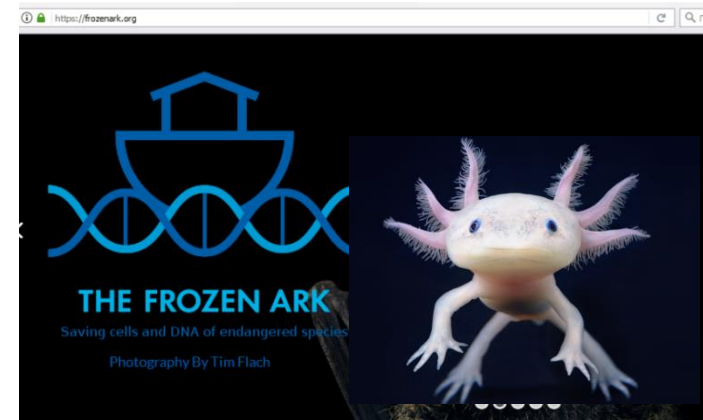 https://frozenark.org
THE FROZEN ARK
Saving cells and DNA of endangered species
Photography By Tim Flach